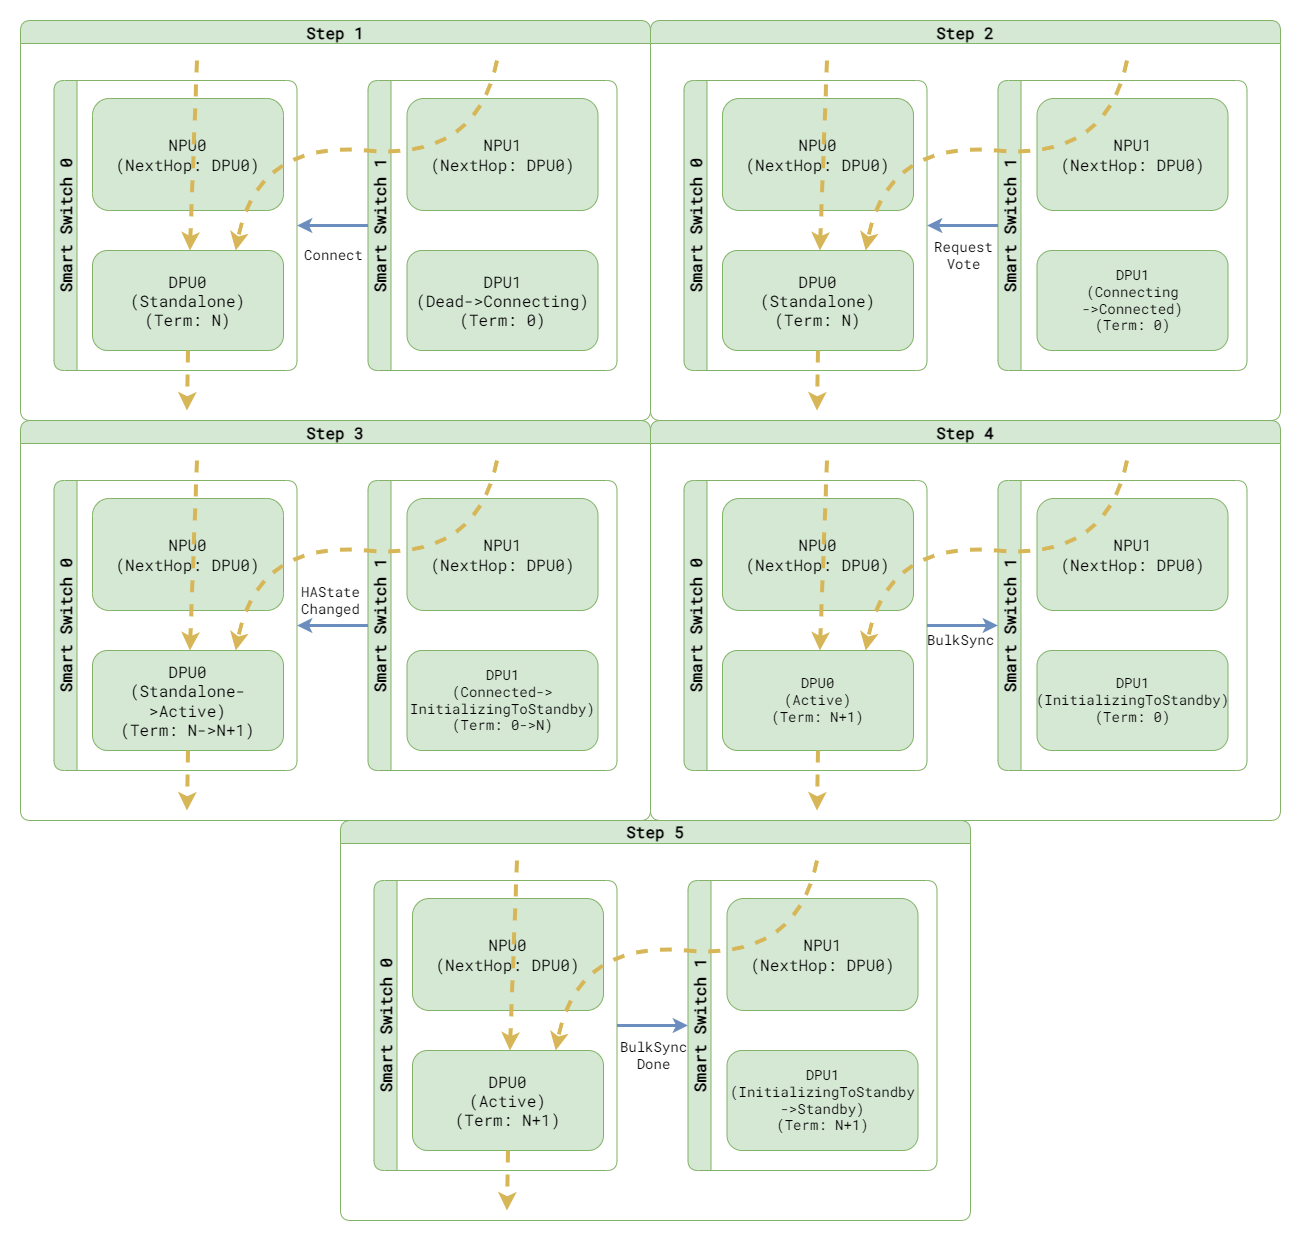 Step 1
Smart Switch 0
NPU0
(NextHop: DPU0)
DPU0
(Standalone)
(Term: N)
Connect
Smart Switch 1
NPU1
(NextHop: DPU0)
DPU1
(Dead->Connecting)
(Term: 0)
Step 2
Smart Switch 0
NPU0
(NextHop: DPU0)
DPU0
(Standalone)
(Term: N)
Request
Vote
Smart Switch 1
NPU1
(NextHop: DPU0)
DPU1
(Connecting
->Connected)
(Term: 0)
Step 3
Smart Switch 0
NPU0
(NextHop: DPU0)
DPU0
(Standalone-
>Active)
(Term: N->N+1)
HAState
Changed
Smart Switch 1
NPU1
(NextHop: DPU0)
DPU1
(Connected->
InitializingToStandby)
(Term: 0->N)
Step 4
Smart Switch 0
NPU0
(NextHop: DPU0)
DPU0
(Active)
(Term: N+1)
BulkSync
Smart Switch 1
NPU1
(NextHop: DPU0)
DPU1
(InitializingToStandby)
(Term: 0)
Step 5
Smart Switch 0
NPU0
(NextHop: DPU0)
DPU0
(Active)
(Term: N+1)
BulkSync
Done
Smart Switch 1
NPU1
(NextHop: DPU0)
DPU1
(InitializingToStandby
->Standby)
(Term: N+1)